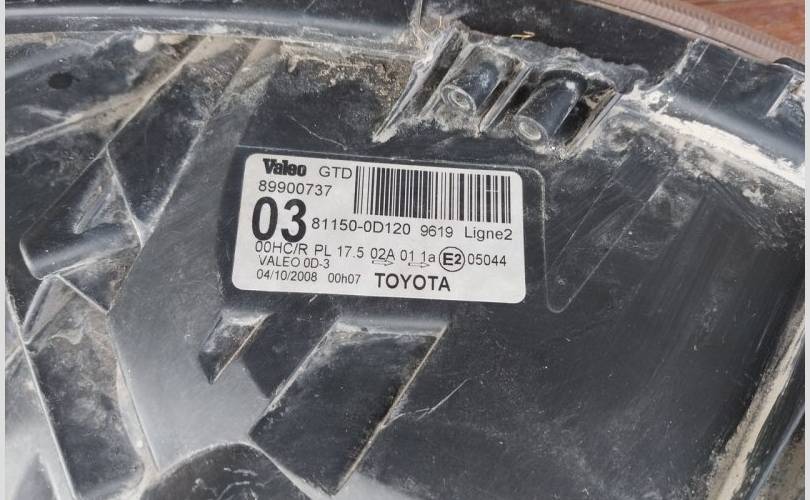 Valeo GTD
89900737
03 81150-0D120 9619 Ligne2
00HC/R PL 17.5 02A 01 1a E2 05044
VALEO 0D-3
04/10/2008 00h07 TOYOTA